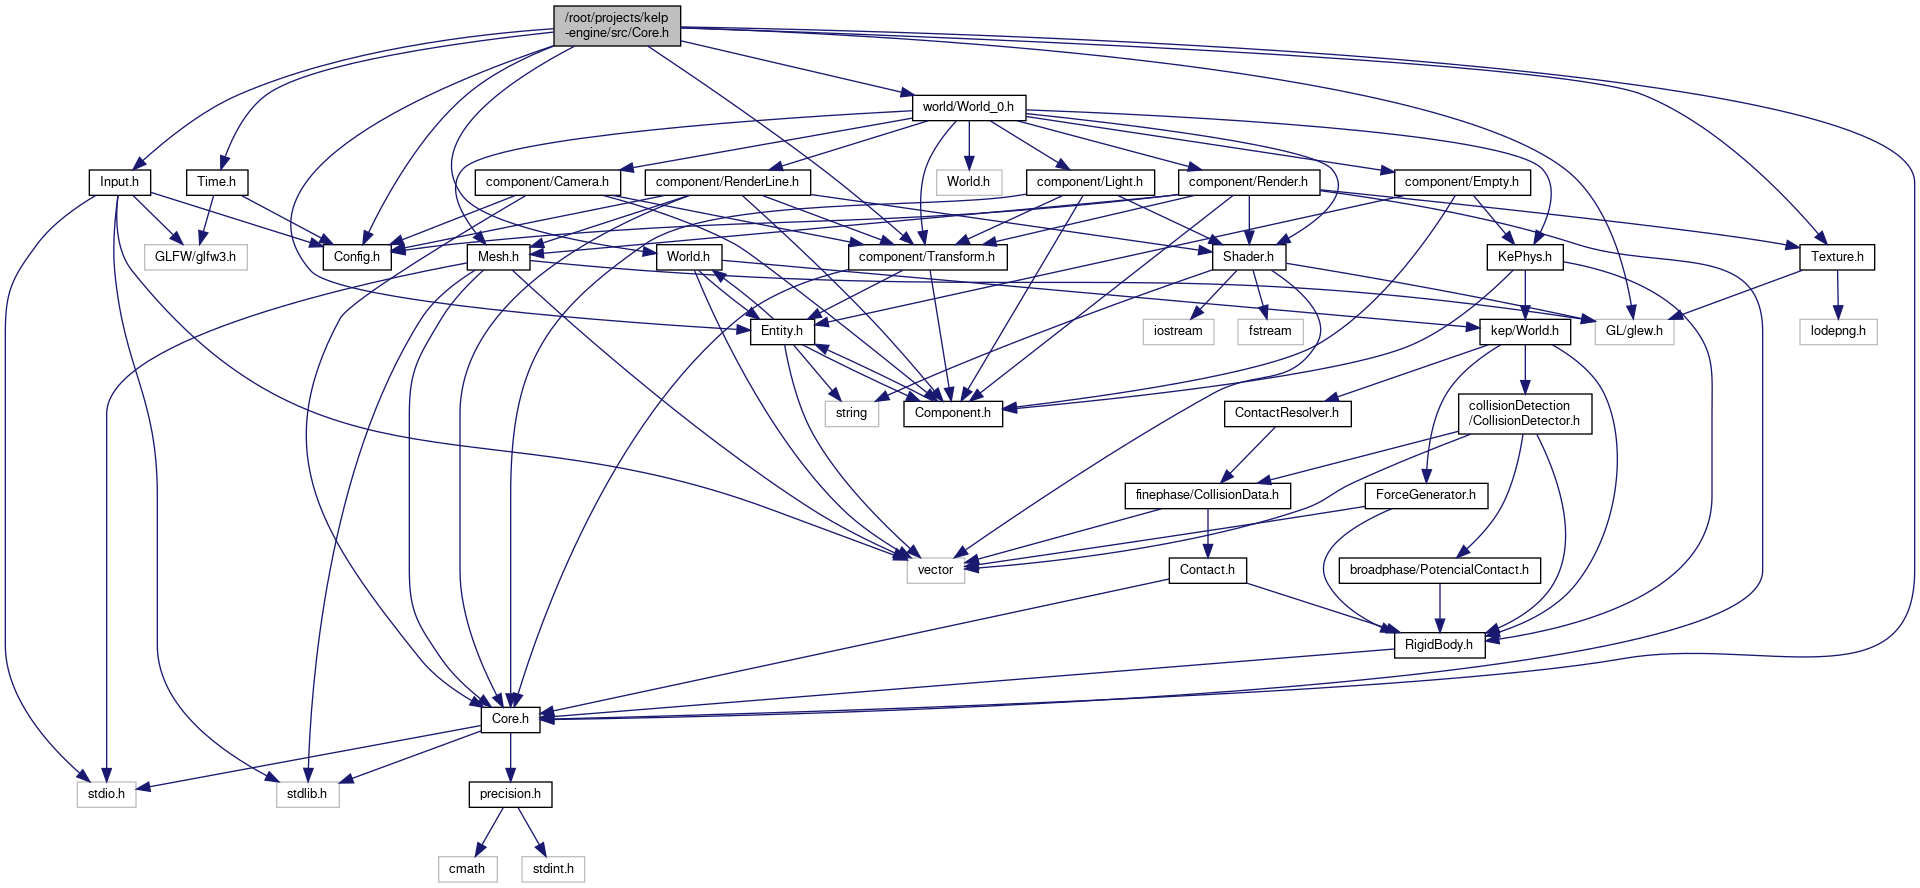 /root/projects/kelp
-engine/src/Core.h
world/World_0.h
Input.h
Time.h
component/Camera.h
component/RenderLine.h
World.h
component/Light.h
component/Render.h
component/Empty.h
GLFW/glfw3.h
Config.h
Mesh.h
World.h
component/Transform.h
Shader.h
KePhys.h
Texture.h
Entity.h
iostream
fstream
kep/World.h
GL/glew.h
lodepng.h
string
Component.h
ContactResolver.h
collisionDetection
/CollisionDetector.h
finephase/CollisionData.h
ForceGenerator.h
vector
Contact.h
broadphase/PotencialContact.h
RigidBody.h
Core.h
stdio.h
stdlib.h
precision.h
cmath
stdint.h